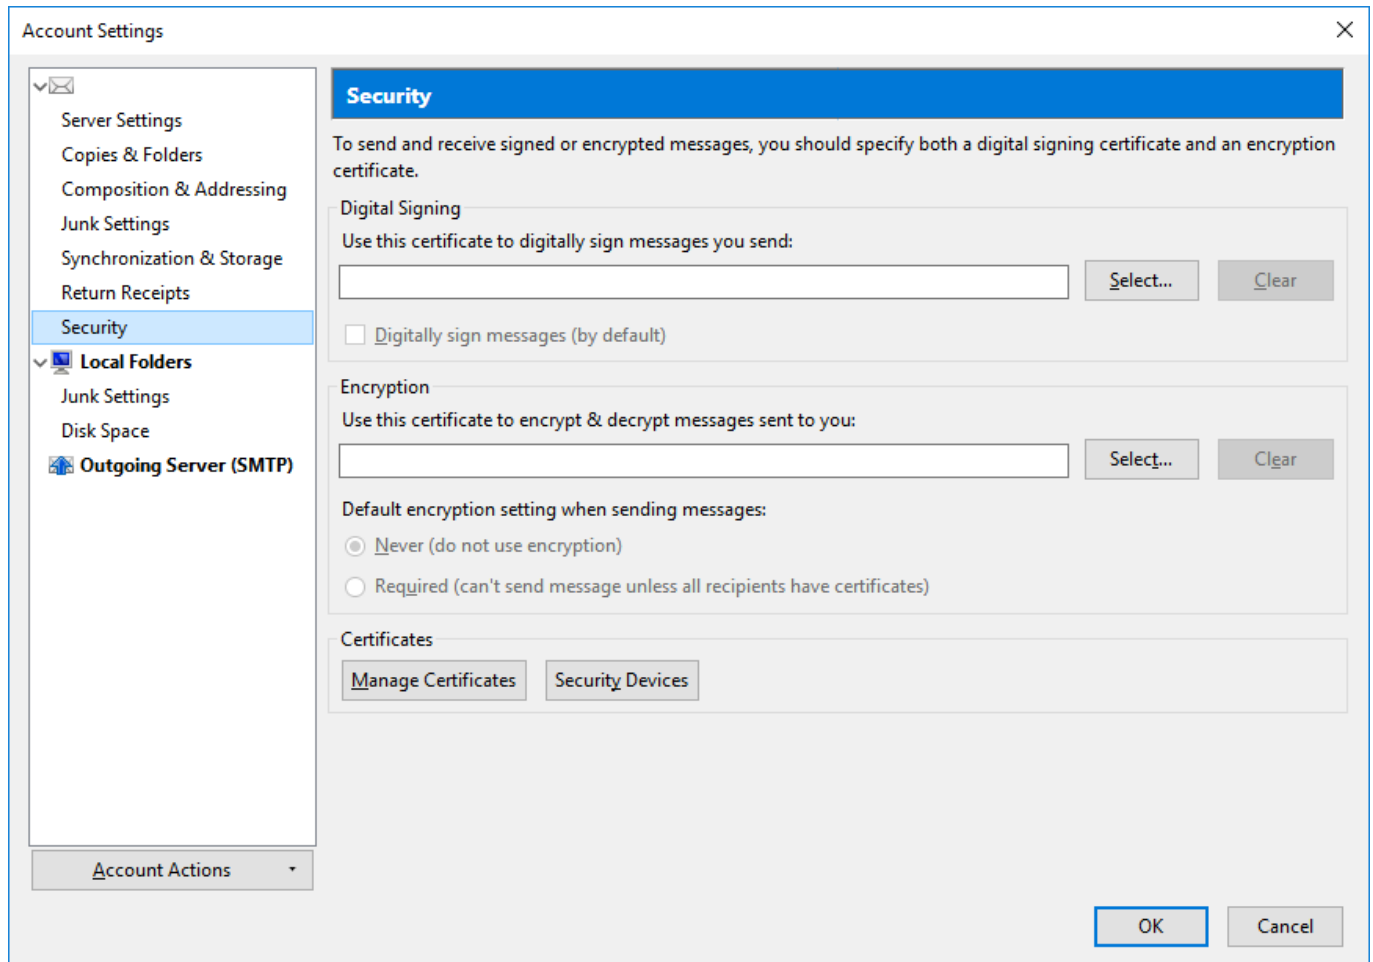 Account Settings
Server Settings
Copies & Folders
Composition & Addressing
Junk Settings
Synchronization & Storage
Return Receipts
Security
Local Folders
Junk Settings
Disk Space
Outgoing Server (SMTP)
Account Actions
Security
To send and receive signed or encrypted messages, you should specify both a digital signing certificate and an encryption
certificate.
Digital Signing
Use this certificate to digitally sign messages you send:
Select... Clear
Digitally sign messages (by default)
Encryption
Use this certificate to encrypt & decrypt messages sent to you:
Select... Clear
Default encryption setting when sending messages:
Never (do not use encryption)
Required (can't send message unless all recipients have certificates)
Certificates
Manage Certificates Security Devices
OK Cancel